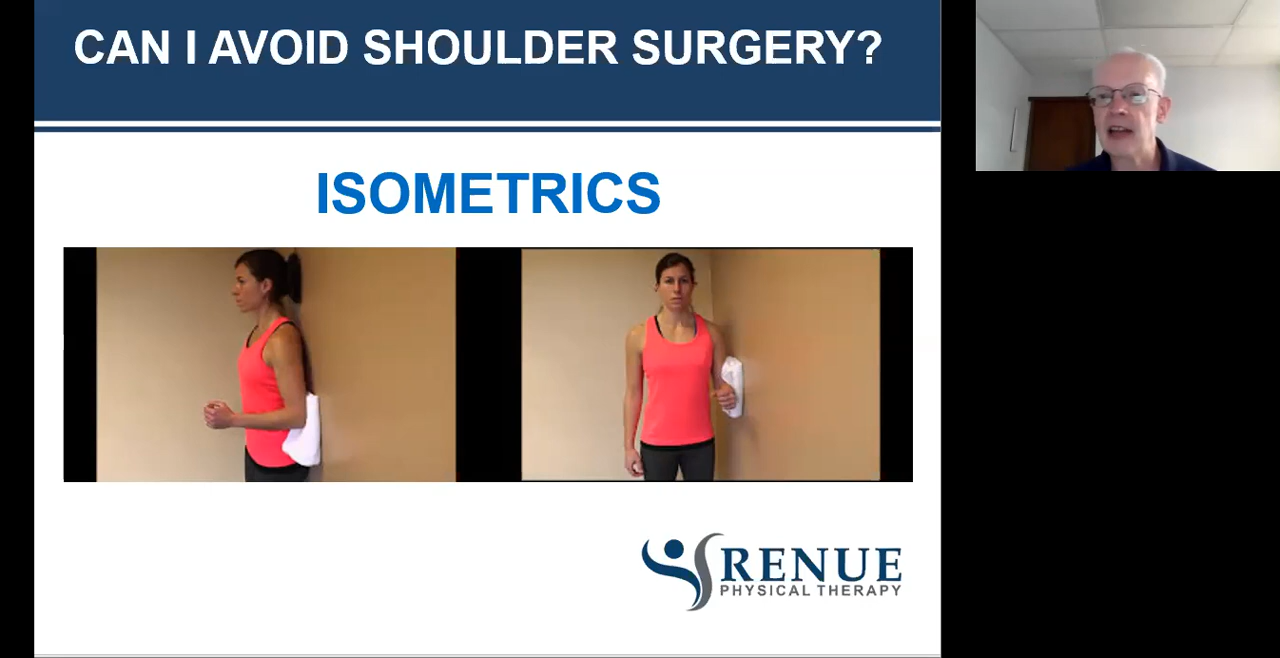 CAN I AVOID SHOULDER SURGERY?
ISOMETRICS
RENUE
PHYSICAL THERAPY